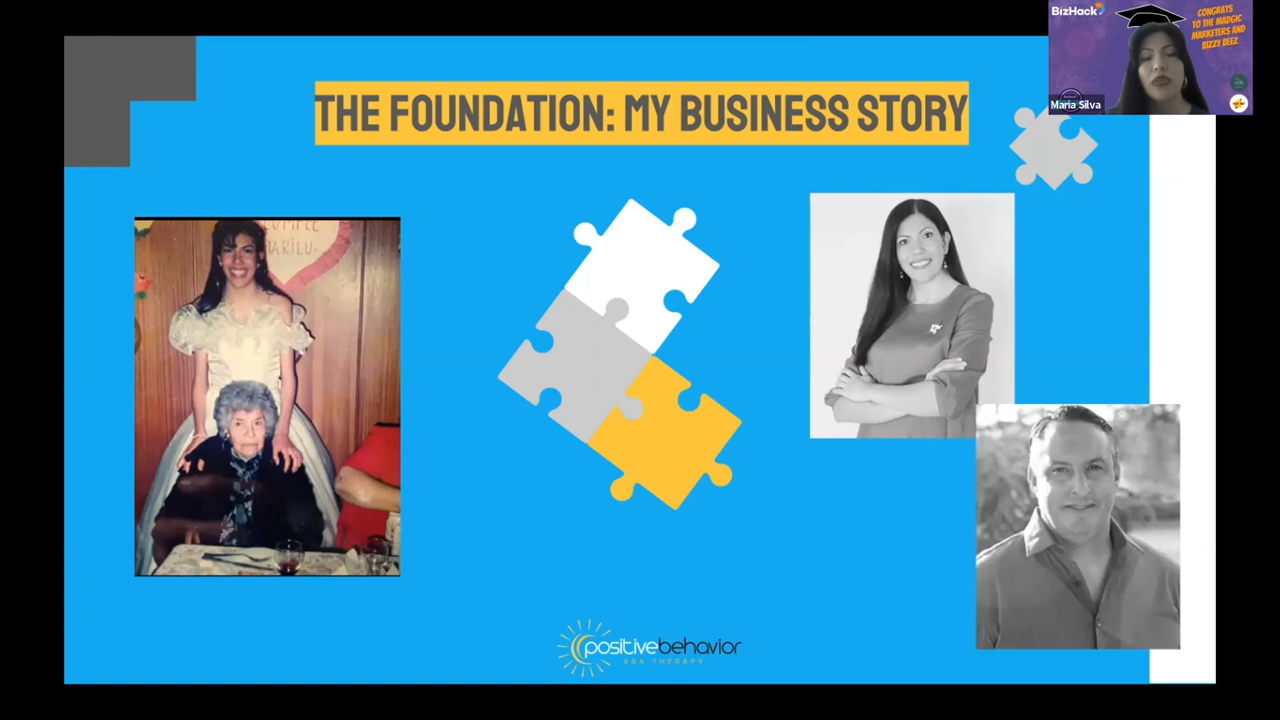 BizHack
CONGRATS
TO THE MADGIC
MARKETERS AND
BIZZY BEEZ
Maria Silva
THE FOUNDATION: MY BUSINESS STORY
MARILU-
positivebehavior
ABA THERAPY